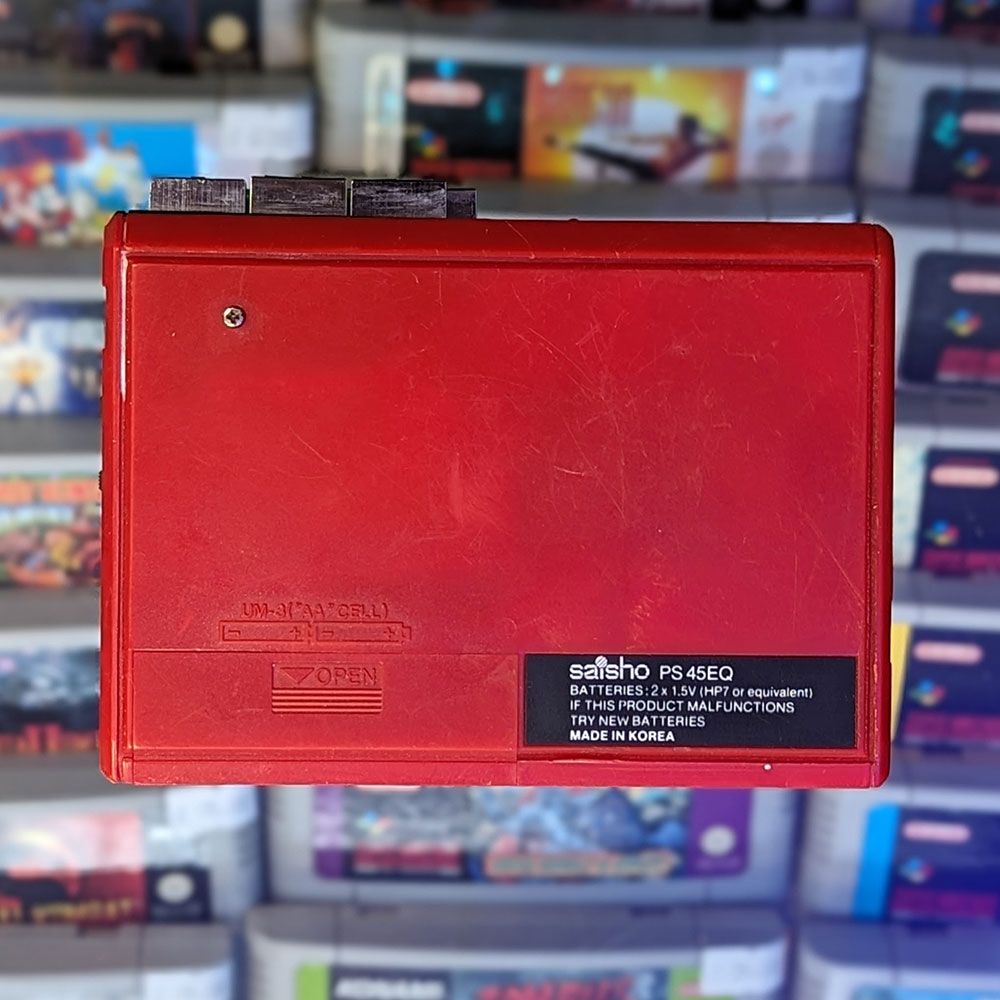 UM-3("AA"CELL)
- + - +
OPEN
saisho PS 45EQ
BATTERIES: 2 x 1.5V (HP7 or equivalent)
IF THIS PRODUCT MALFUNCTIONS
TRY NEW BATTERIES
MADE IN KOREA
KONAMI